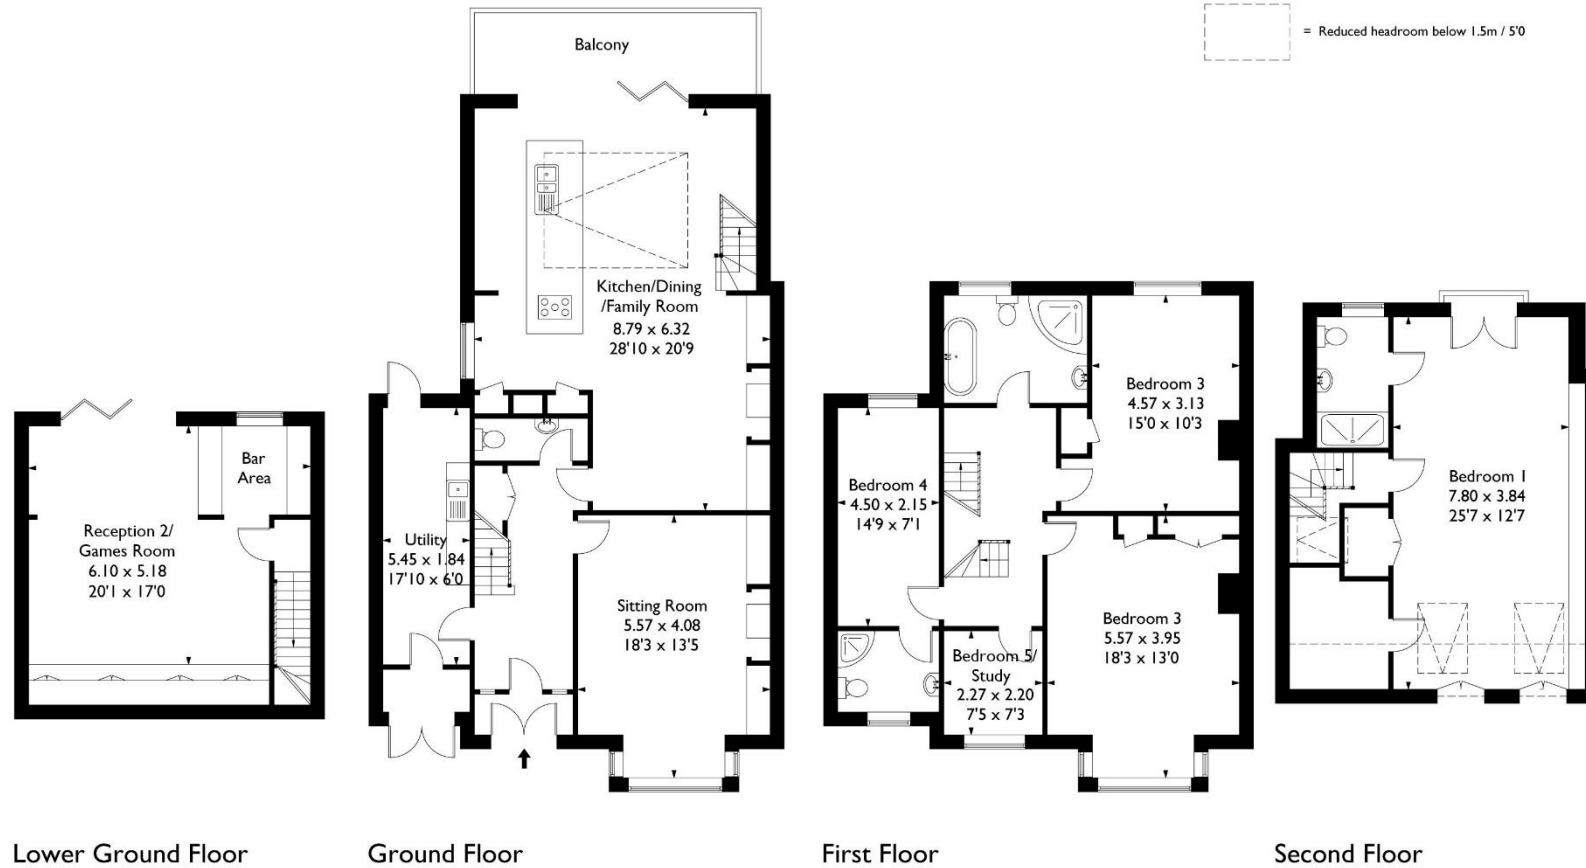 Balcony
= Reduced headroom below 1.5m / 5'0
Kitchen/Dining
/Family Room
8.79 x 6.32
28'10 x 20'9
Bar
Area
Reception 2/
Games Room
6.10 x 5.18
20'1 x 17'0
Utility
5.45 x 1.84
17'10 x 6'0
Sitting Room
5.57 x 4.08
18'3 x 13'5
Bedroom 3
4.57 x 3.13
15'0 x 10'3
Bedroom 4
4.50 x 2.15
14'9 x 7'1
Bedroom 3
5.57 x 3.95
18'3 x 13'0
Bedroom 5/
Study
2.27 x 2.20
7'5 x 7'3
Bedroom 1
7.80 x 3.84
25'7 x 12'7
Lower Ground Floor
Ground Floor
First Floor
Second Floor